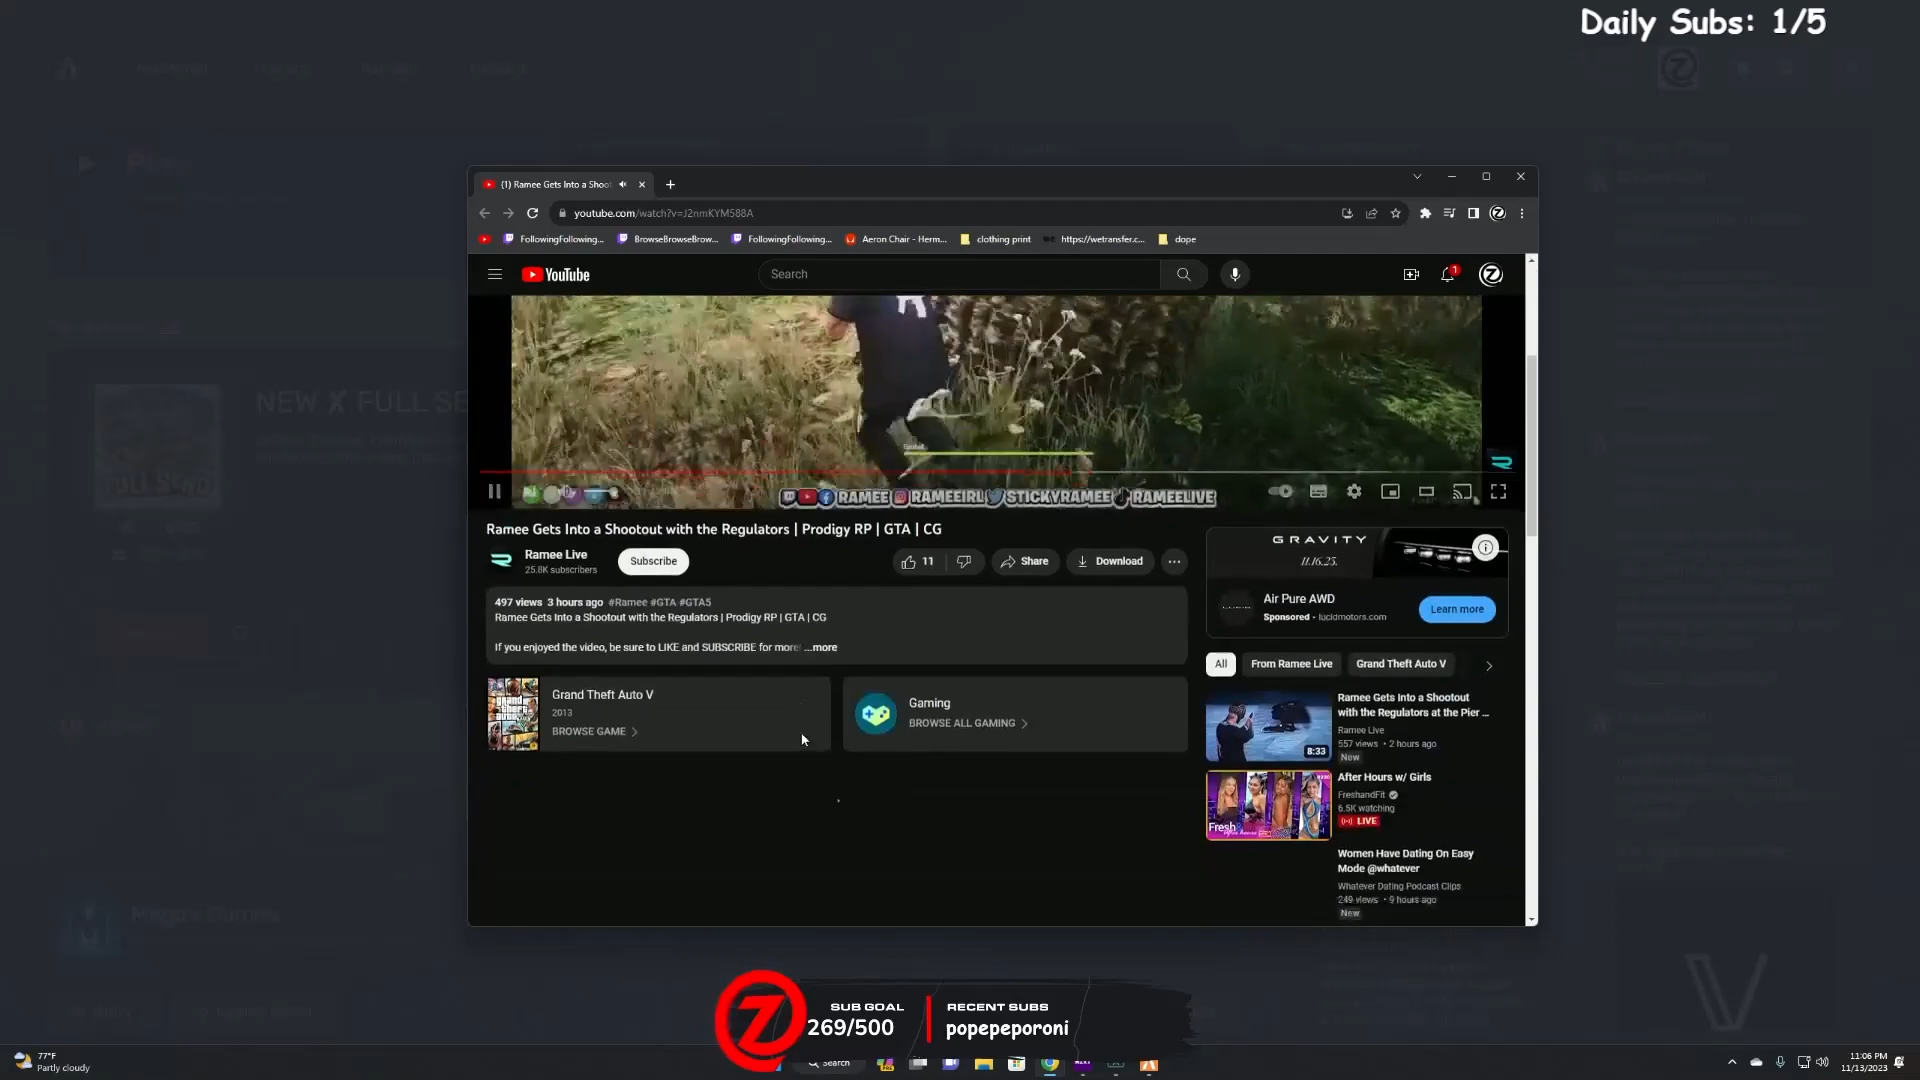 Daily Subs: 1/5
(1) Ramee Gets Into a Shoot
youtube.com/watch?v=J2nmKYM588A
FollowingFollowing...
BrowseBrowseBrow...
FollowingFollowing...
Aeron Chair - Herm...
clothing print
https://wetransfer.c...
dope
YouTube
Search
1
RAMEE RAMEEIRL STICKYRAMEE RAMEELIVE
Ramee Gets Into a Shootout with the Regulators | Prodigy RP | GTA | CG
Ramee Live
25.8K subscribers
Subscribe
11
Share
Download
497 views 3 hours ago #Ramee #GTA #GTA5
Ramee Gets Into a Shootout with the Regulators | Prodigy RP | GTA | CG
If you enjoyed the video, be sure to LIKE and SUBSCRIBE for more! ...more
Grand Theft Auto V
2013
BROWSE GAME
Gaming
BROWSE ALL GAMING
GRAVITY
11.16.23.
Air Pure AWD
Sponsored - lucidmotors.com
Learn more
All
From Ramee Live
Grand Theft Auto V
Ramee Gets Into a Shootout
with the Regulators at the Pier ...
Ramee Live
557 views • 2 hours ago
New
8:33
After Hours w/ Girls
FreshandFit
6.5K watching
LIVE
Fresh
Women Have Dating On Easy
Mode @whatever
Whatever Dating Podcast Clips
249 views • 9 hours ago
New
NEW X FULL SE
FULL SEND
SUB GOAL
269/500
RECENT SUBS
popepeporoni
77°F
Partly cloudy
Search
11:06 PM
11/13/2023